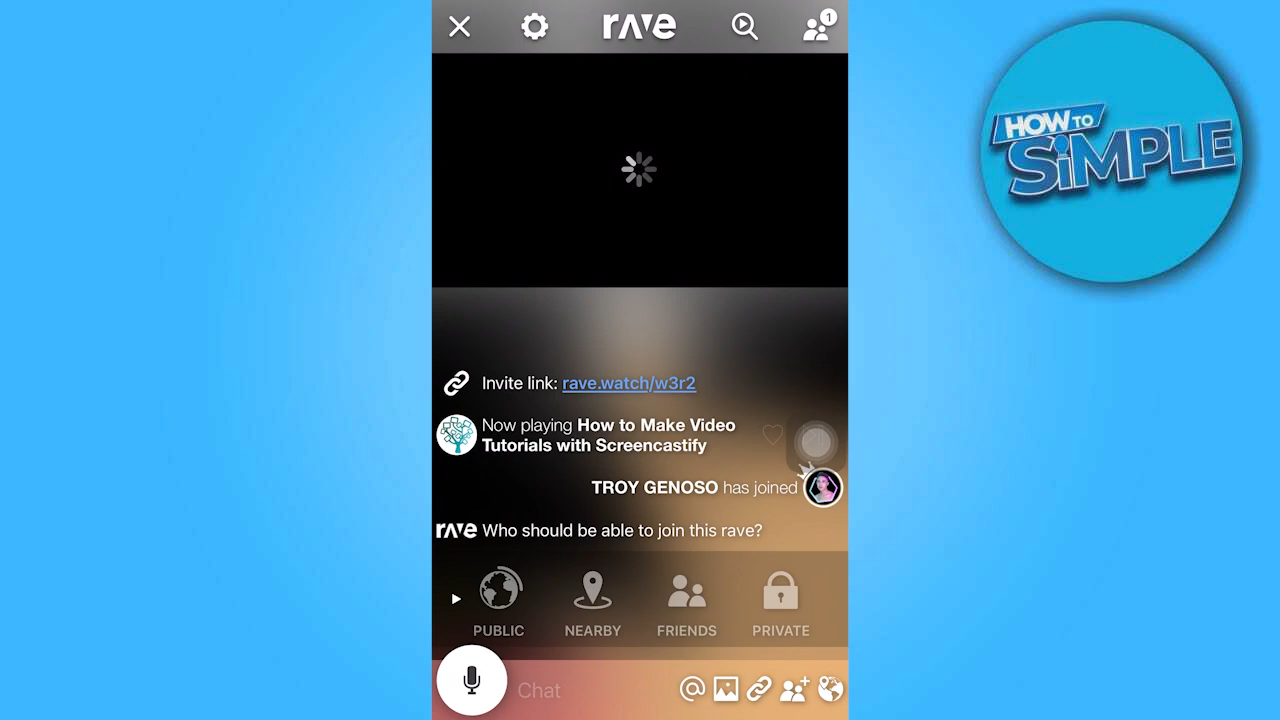 rave
1
HOW TO
SiMPLE
Invite link: rave.watch/w3r2
Now playing How to Make Video
Tutorials with Screencastify
TROY GENOSO has joined
rave Who should be able to join this rave?
PUBLIC NEARBY FRIENDS PRIVATE
Chat